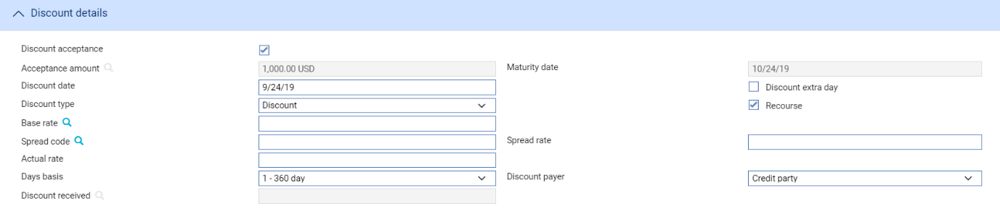 Discount details
Discount acceptance
Acceptance amount 1,000.00 USD Maturity date 10/24/19
Discount date 9/24/19 Discount extra day
Discount type Discount Recourse
Base rate
Spread code Spread rate
Actual rate
Days basis 1 - 360 day Discount payer Credit party
Discount received